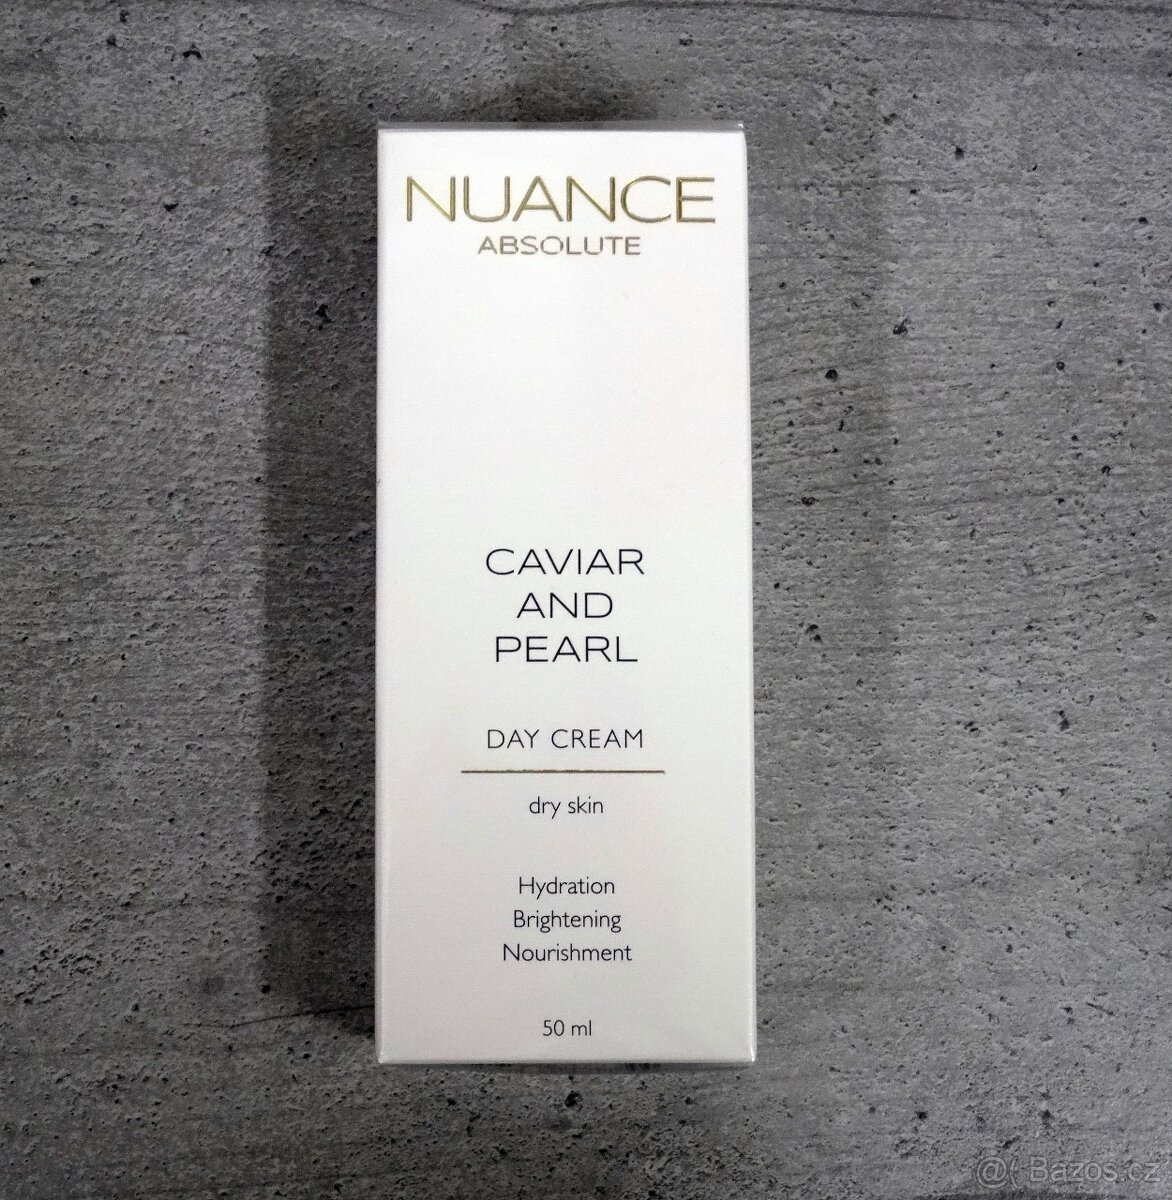 NUANCE
ABSOLUTE
CAVIAR
AND
PEARL
DAY CREAM
dry skin
Hydration
Brightening
Nourishment
50 ml
@( Bazos.cz